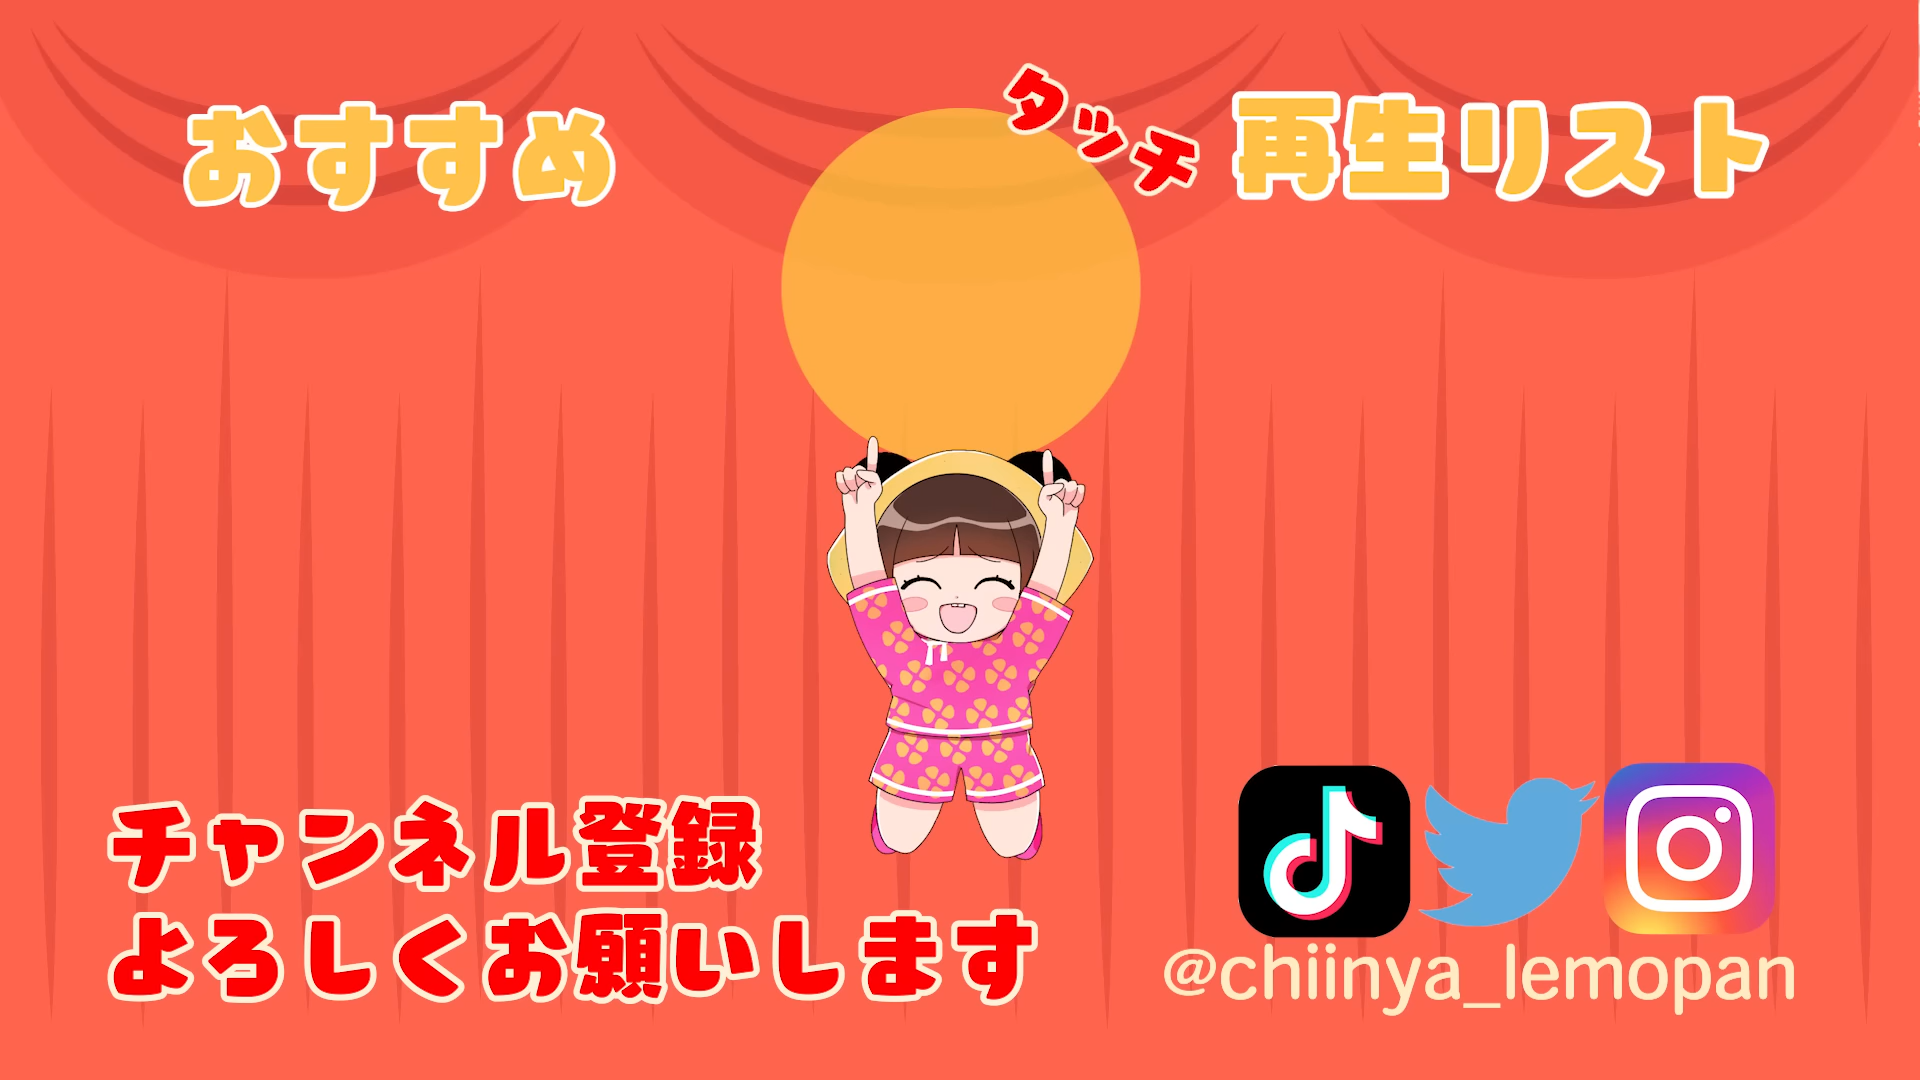 おすすめ
タッチ
再生リスト
チャンネル登録
よろしくお願いします
@chiinya_lemopan